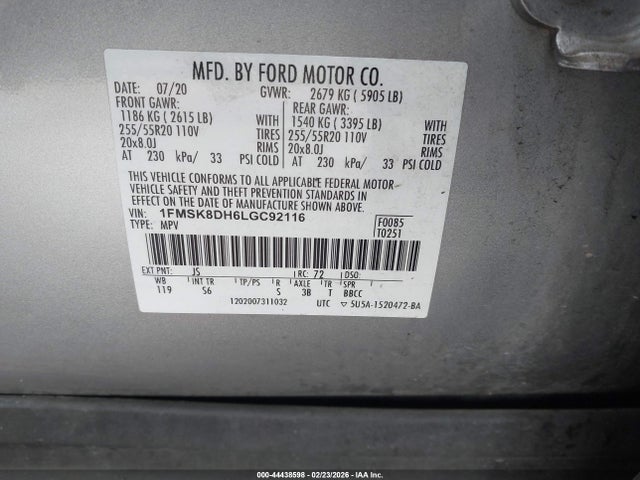 MFD. BY FORD MOTOR CO.
DATE: 07/20 GVWR: 2679 KG ( 5905 LB)
FRONT GAWR: REAR GAWR:
1186 KG ( 2615 LB) WITH 1540 KG ( 3395 LB) WITH
255/55R20 110V TIRES 255/55R20 110V TIRES
20x8.0J RIMS 20x8.0J RIMS
AT 230 kPa/ 33 PSI COLD AT 230 kPa/ 33 PSI COLD
THIS VEHICLE CONFORMS TO ALL APPLICABLE FEDERAL MOTOR
VEHICLE SAFETY AND THEFT PREVENTION STANDARDS IN
EFFECT ON THE DATE OF MANUFACTURE SHOWN ABOVE.
VIN: 1FMSK8DH6LGC92116 F0085
TYPE: MPV T0251
EXT PNT: JS RC: 72 DSO:
WB INT TR TP/PS R AXLE TR SPR
119 S6 S 3B T BBCC
1202007311032 UTC ▽ 5U5A-1520472-BA
000-44438598 - 02/23/2026 - IAA Inc.